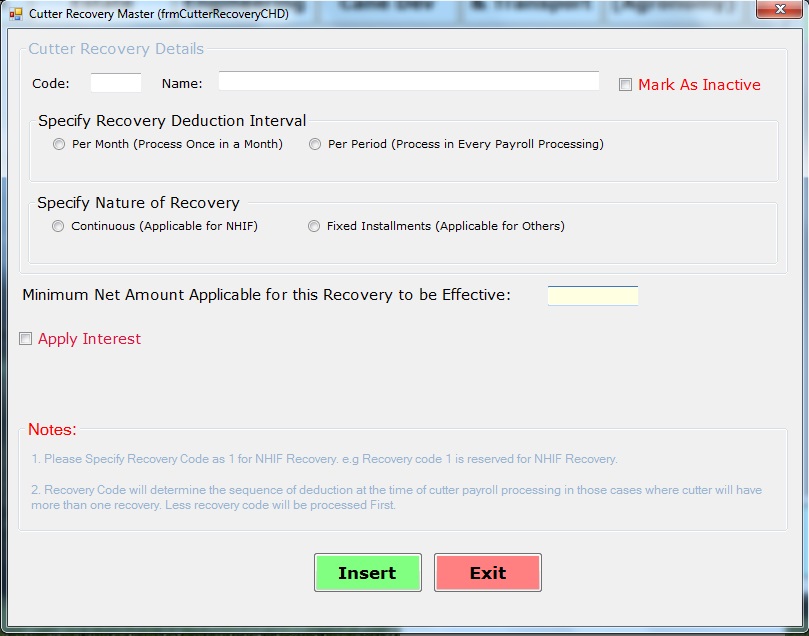 Engineering Cane Dev & Transport (Agronomy)
Cutter Recovery Master (frmCutterRecoveryCHD)
Cutter Recovery Details
Code: Name: Mark As Inactive
Specify Recovery Deduction Interval
Per Month (Process Once in a Month) Per Period (Process in Every Payroll Processing)
Specify Nature of Recovery
Continuous (Applicable for NHIF) Fixed Installments (Applicable for Others)
Minimum Net Amount Applicable for this Recovery to be Effective:
Apply Interest
Notes:
1. Please Specify Recovery Code as 1 for NHIF Recovery. e.g Recovery code 1 is reserved for NHIF Recovery.
2. Recovery Code will determine the sequence of deduction at the time of cutter payroll processing in those cases where cutter will have
more than one recovery. Less recovery code will be processed First.
Insert Exit